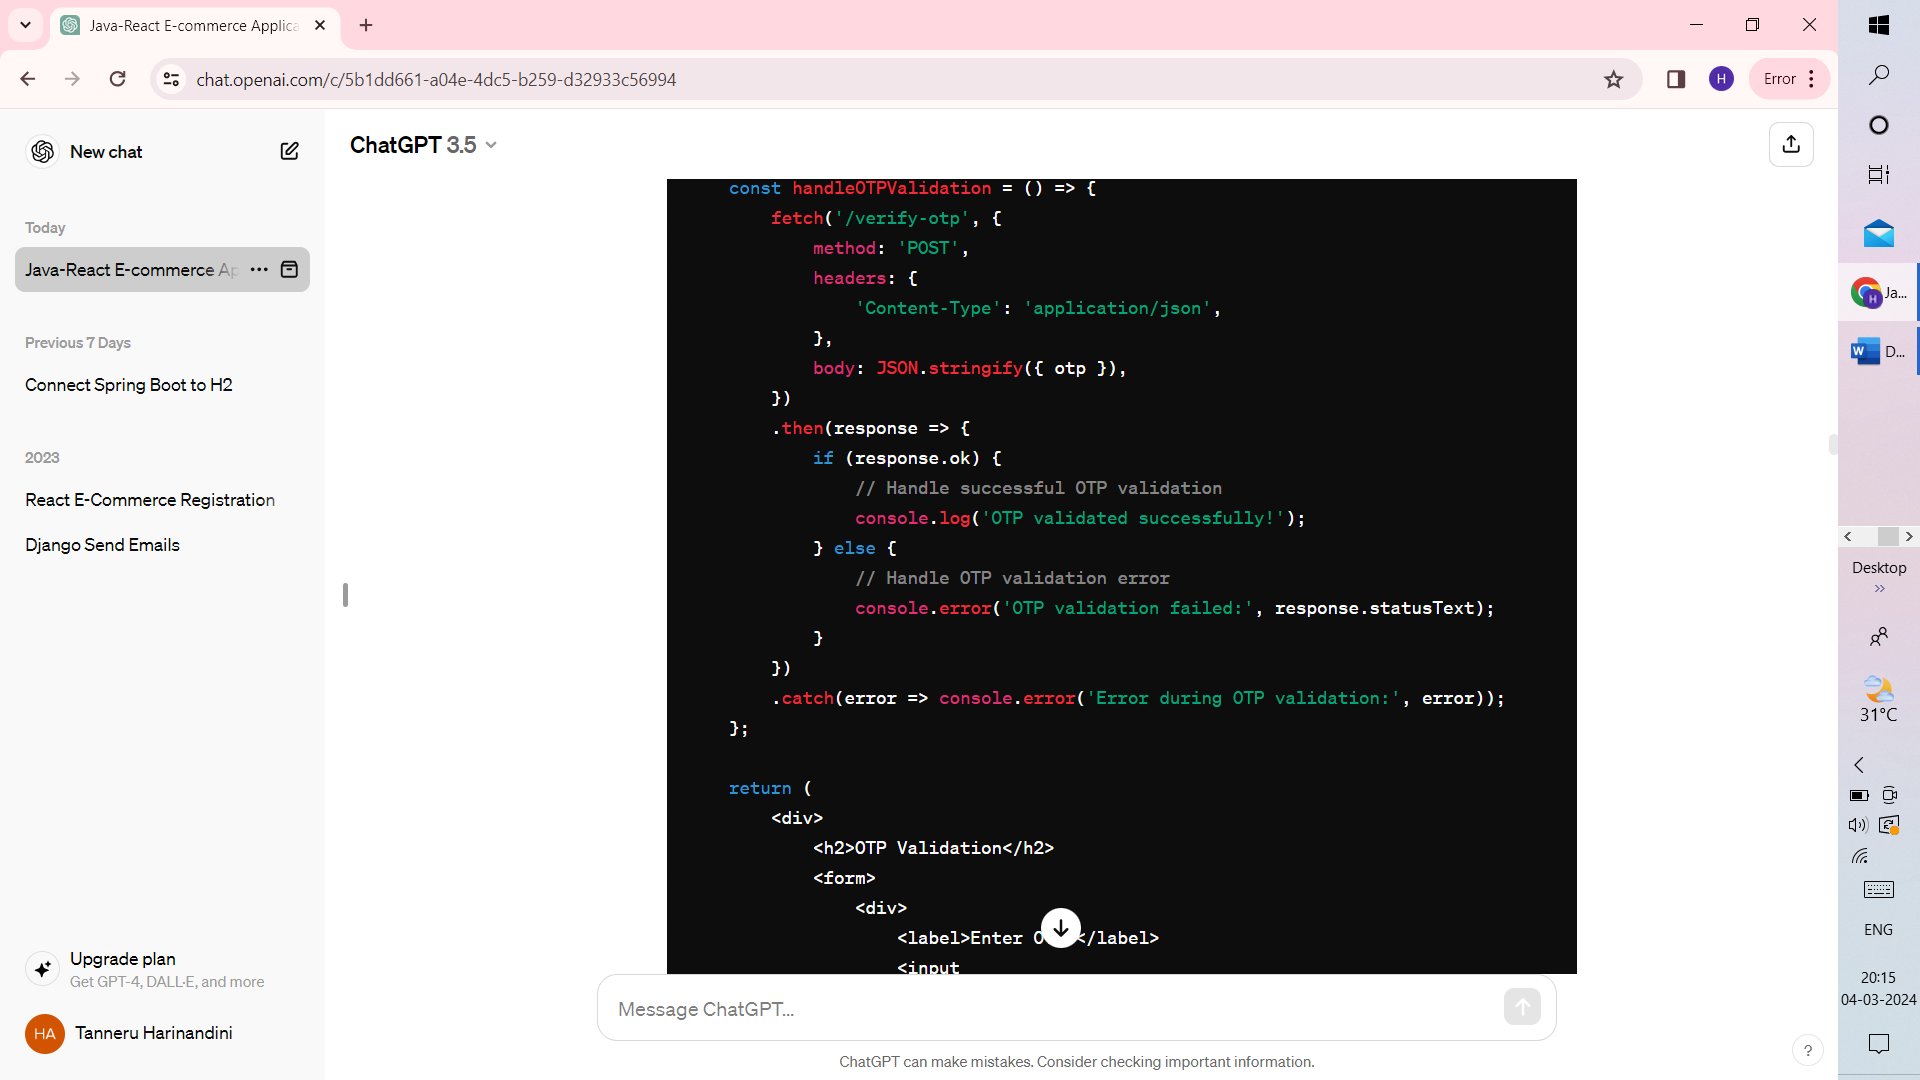 Java-React E-commerce Applica
chat.openai.com/c/5b1dd661-a04e-4dc5-b259-d32933c56994
H
Error
New chat
Today
Java-React E-commerce Ap
Previous 7 Days
Connect Spring Boot to H2
2023
React E-Commerce Registration
Django Send Emails
Upgrade plan
Get GPT-4, DALL·E, and more
HA
Tanneru Harinandini
ChatGPT 3.5
const handleOTPValidation = () => {
fetch('/verify-otp', {
method: 'POST',
headers: {
'Content-Type': 'application/json',
},
body: JSON.stringify({ otp }),
})
.then(response => {
if (response.ok) {
// Handle successful OTP validation
console.log('OTP validated successfully!');
} else {
// Handle OTP validation error
console.error('OTP validation failed:', response.statusText);
}
})
.catch(error => console.error('Error during OTP validation:', error));
};
return (
<div>
<h2>OTP Validation</h2>
<form>
<div>
<label>Enter </label>
<input
Message ChatGPT...
ChatGPT can make mistakes. Consider checking important information.
?
H
Ja...
W
D...
Desktop
31°C
ENG
20:15
04-03-2024